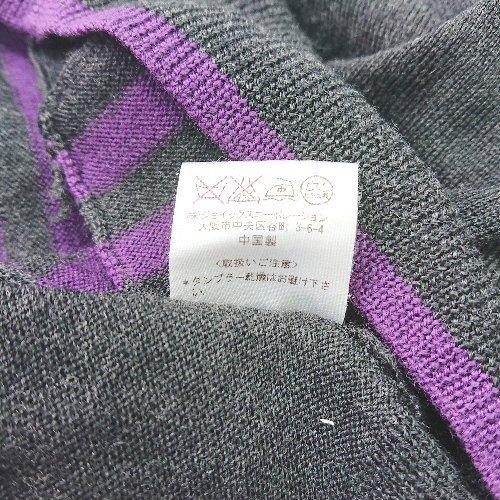 ㈱ジョイックスコーポレーション
大阪市中央区谷町 3-6-4
中国製
〈取扱いご注意〉
＊タンブラー乾燥はお避け下さ
い。